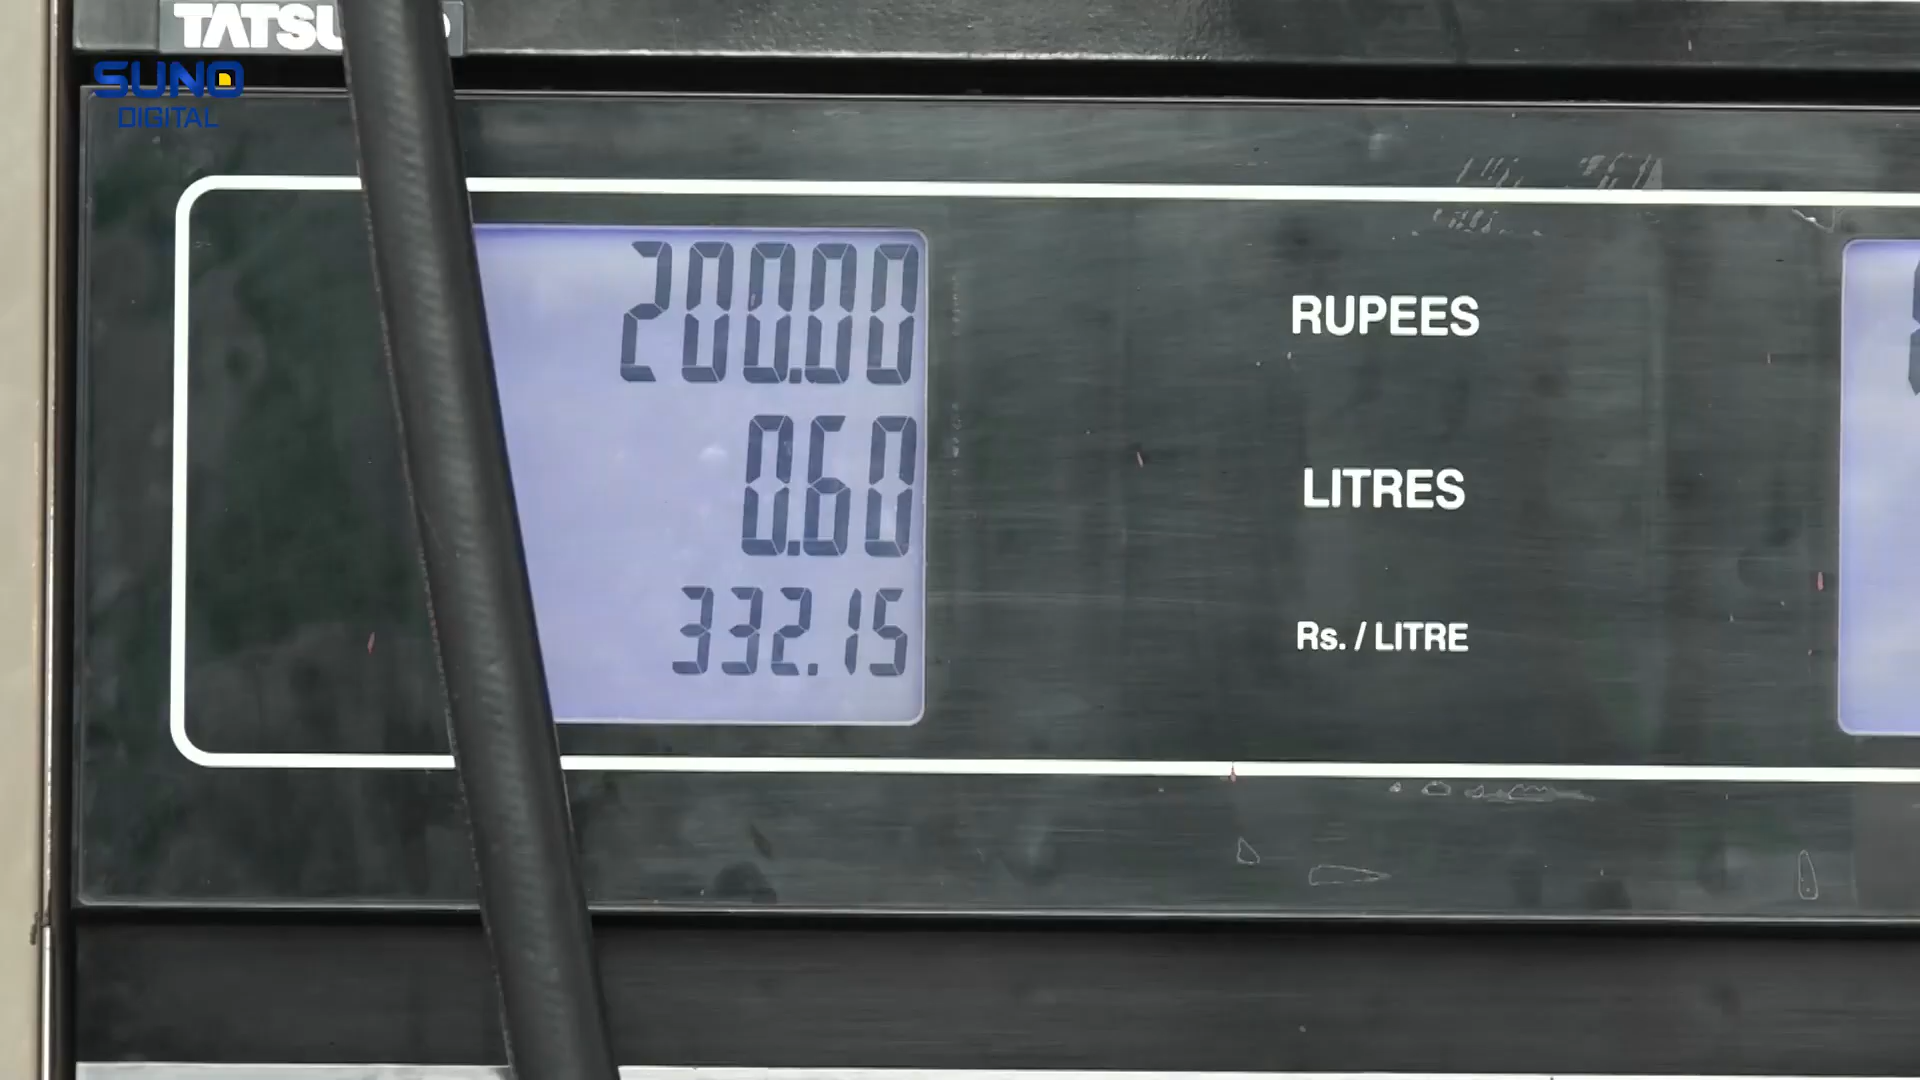 SUNO
DIGITAL
200.00 RUPEES
0.60 LITRES
332.15 Rs. / LITRE